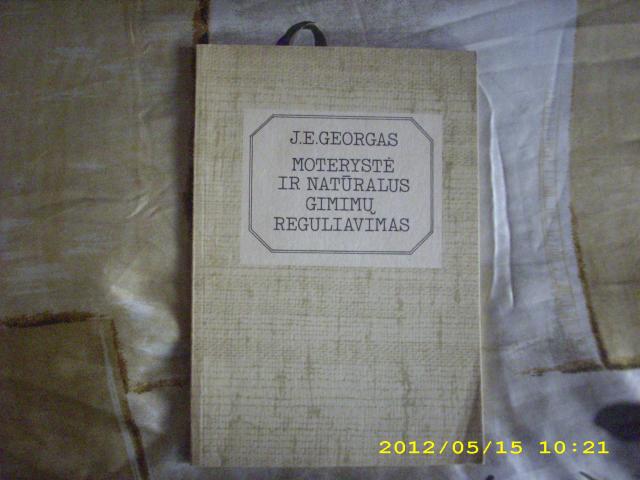 J.E.GEORGAS
MOTERYSTĖ
IR NATŪRALUS
GIMIMŲ
REGULIAVIMAS
2012/05/15 10:21